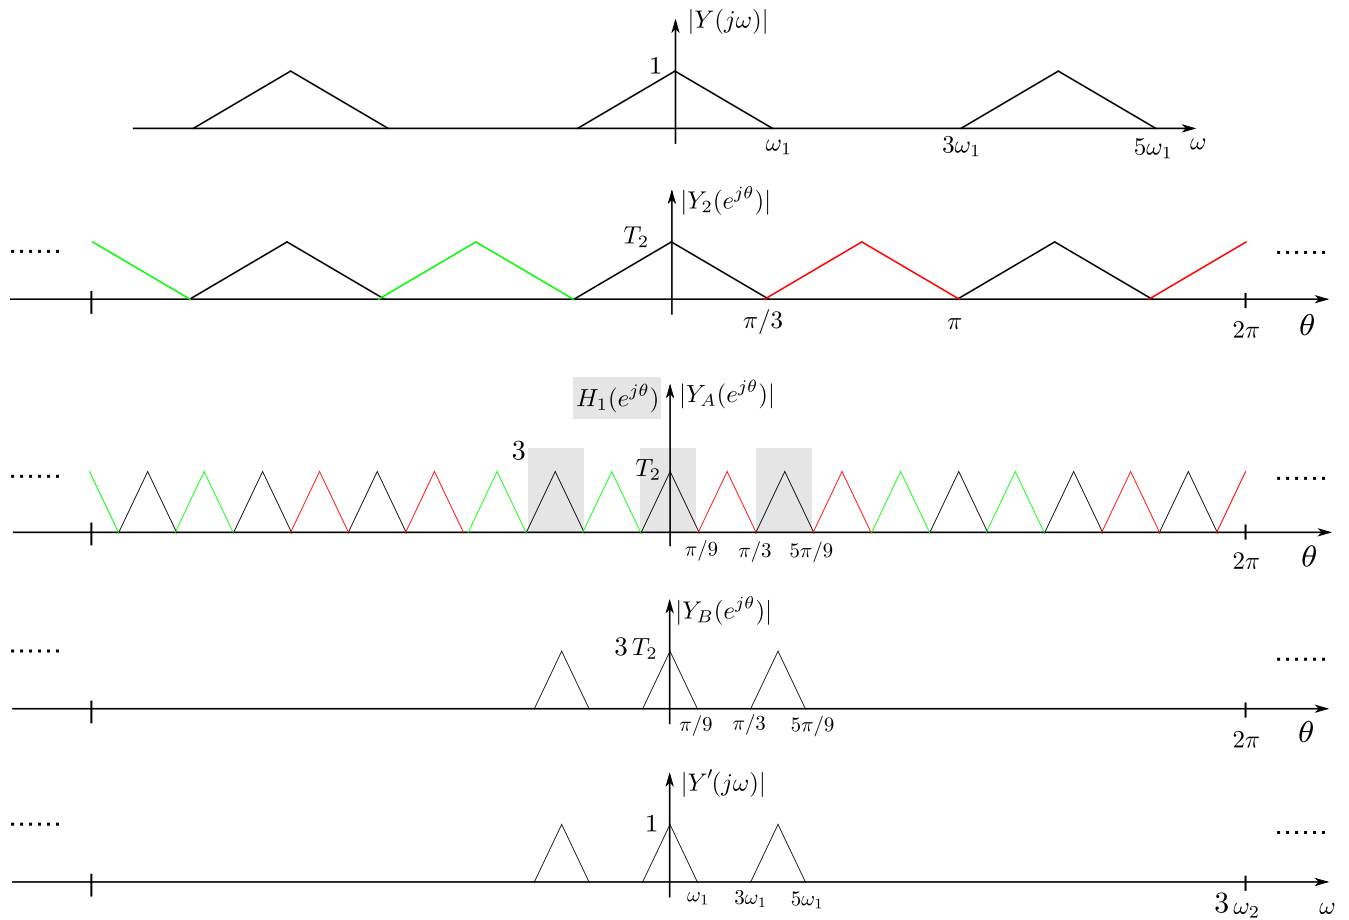 |Y(jω)|
1
ω₁ 3ω₁ 5ω₁ ω
|Y₂(e^{jθ})|
T₂
π/3 π 2π θ
H₁(e^{jθ}) |Y_A(e^{jθ})|
3 T₂
π/9 π/3 5π/9 2π θ
|Y_B(e^{jθ})|
3 T₂
π/9 π/3 5π/9 2π θ
|Y′(jω)|
1
ω₁ 3ω₁ 5ω₁ 3 ω₂ ω